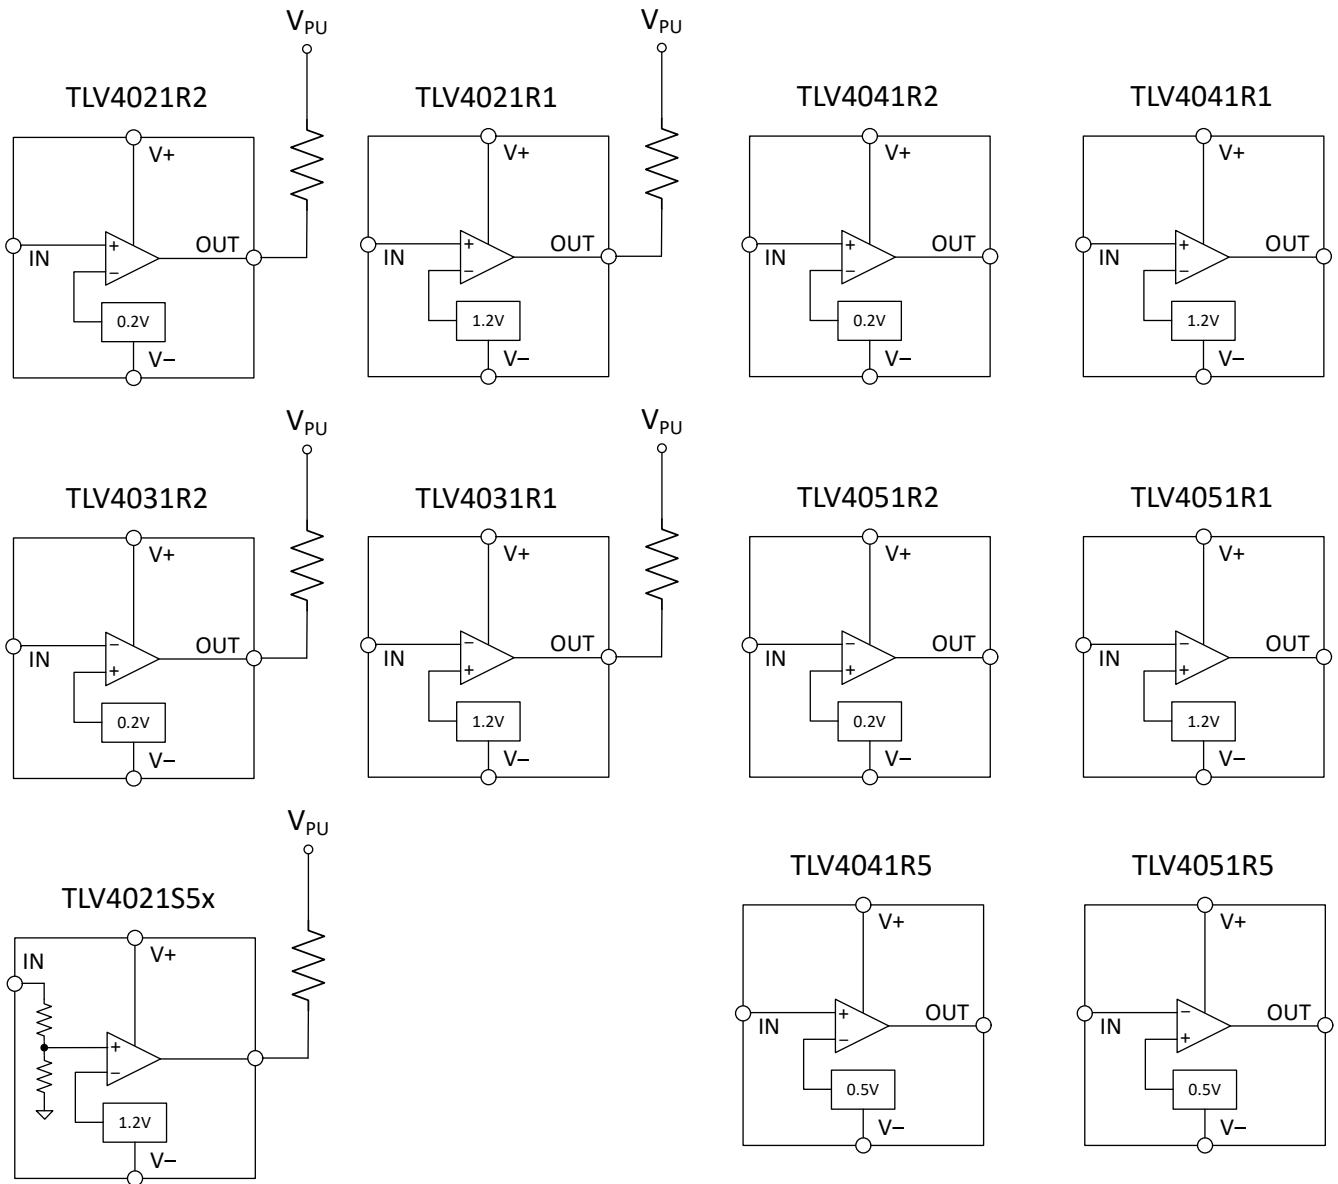 V_PU
V_PU
TLV4021R2
TLV4021R1
TLV4041R2
TLV4041R1
V+
V+
V+
V+
+
+
+
+
IN
OUT
IN
OUT
IN
OUT
IN
OUT
−
−
−
−
0.2V
1.2V
0.2V
1.2V
V−
V−
V−
V−
V_PU
V_PU
TLV4031R2
TLV4031R1
TLV4051R2
TLV4051R1
V+
V+
V+
V+
−
−
−
−
IN
OUT
IN
OUT
IN
OUT
IN
OUT
+
+
+
+
0.2V
1.2V
0.2V
1.2V
V−
V−
V−
V−
V_PU
TLV4021S5x
TLV4041R5
TLV4051R5
V+
V+
V+
IN
+
−
1.2V
V−
+
IN
OUT
−
0.5V
V−
−
IN
OUT
+
0.5V
V−